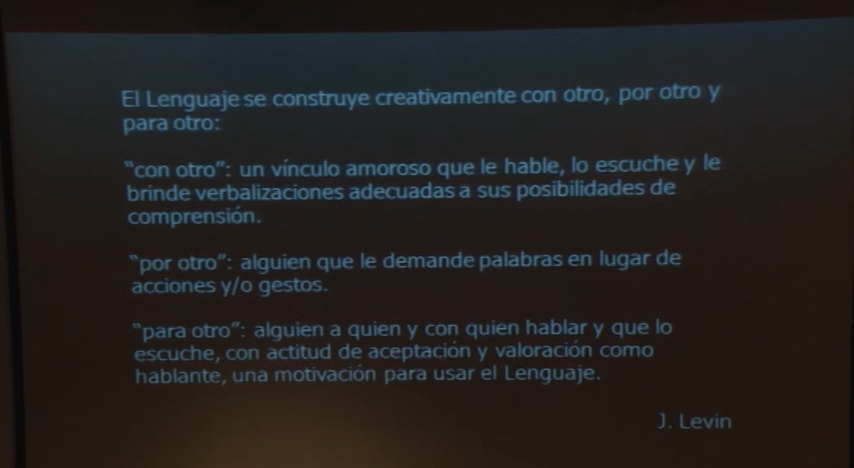 El Lenguaje se construye creativamente con otro, por otro y
para otro:
“con otro”: un vínculo amoroso que le hable, lo escuche y le
brinde verbalizaciones adecuadas a sus posibilidades de
comprensión.
“por otro”: alguien que le demande palabras en lugar de
acciones y/o gestos.
“para otro”: alguien a quien y con quien hablar y que lo
escuche, con actitud de aceptación y valoración como
hablante, una motivación para usar el Lenguaje.
J. Levin